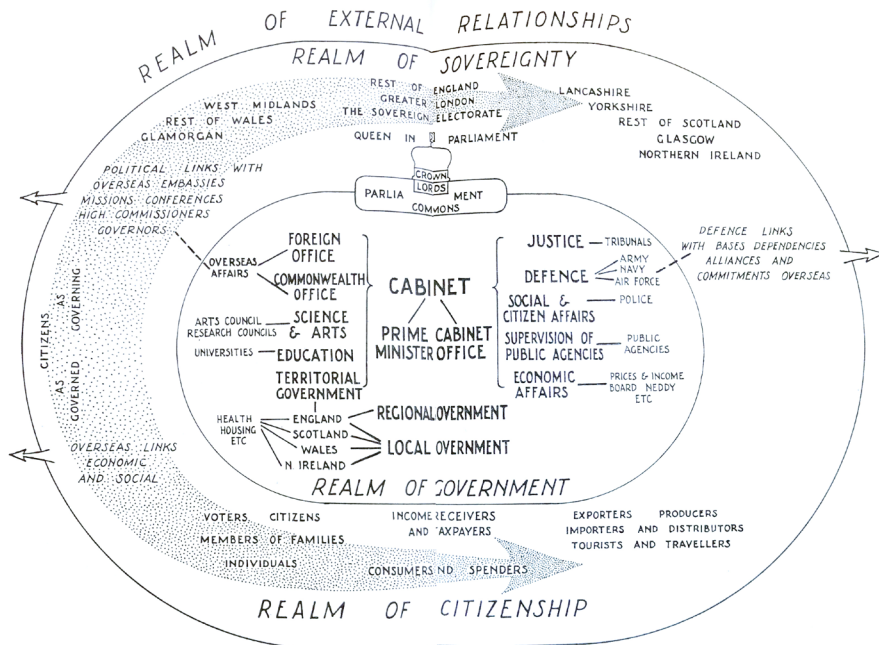 REALM OF EXTERNAL RELATIONSHIPS
REALM OF SOVEREIGNTY
REST OF ENGLAND
GREATER LONDON
THE SOVEREIGN ELECTORATE
WEST MIDLANDS
REST OF WALES
GLAMORGAN
LANCASHIRE
YORKSHIRE
REST OF SCOTLAND
GLASGOW
NORTHERN IRELAND
QUEEN IN PARLIAMENT
CROWN
LORDS
PARLIA MENT
COMMONS
POLITICAL LINKS WITH
OVERSEAS EMBASSIES
MISSIONS CONFERENCES
HIGH COMMISSIONERS
GOVERNORS
OVERSEAS
AFFAIRS
FOREIGN
OFFICE
COMMONWEALTH
OFFICE
ARTS COUNCIL
RESEARCH COUNCILS
SCIENCE
& ARTS
UNIVERSITIES
EDUCATION
TERRITORIAL
GOVERNMENT
HEALTH
HOUSING
ETC
ENGLAND
SCOTLAND
WALES
N. IRELAND
REGIONAL OVERNMENT
LOCAL OVERNMENT
CABINET
PRIME
MINISTER
CABINET
OFFICE
JUSTICE
TRIBUNALS
DEFENCE
ARMY
NAVY
AIR FORCE
SOCIAL &
CITIZEN AFFAIRS
POLICE
SUPERVISION OF
PUBLIC AGENCIES
PUBLIC
AGENCIES
ECONOMIC
AFFAIRS
PRICES & INCOME
BOARD NEDDY
ETC
DEFENCE LINKS
WITH BASES DEPENDENCIES
ALLIANCES AND
COMMITMENTS OVERSEAS
CITIZENS AS
AS GOVERNING
GOVERNED
OVERSEAS LINKS
ECONOMIC
AND SOCIAL
REALM OF GOVERNMENT
VOTERS, CITIZENS
MEMBERS OF FAMILIES
INDIVIDUALS
INCOME RECEIVERS
AND TAXPAYERS
CONSUMERS ND SPENDERS
EXPORTERS PRODUCERS
IMPORTERS AND DISTRIBUTORS
TOURISTS AND TRAVELLERS
REALM OF CITIZENSHIP